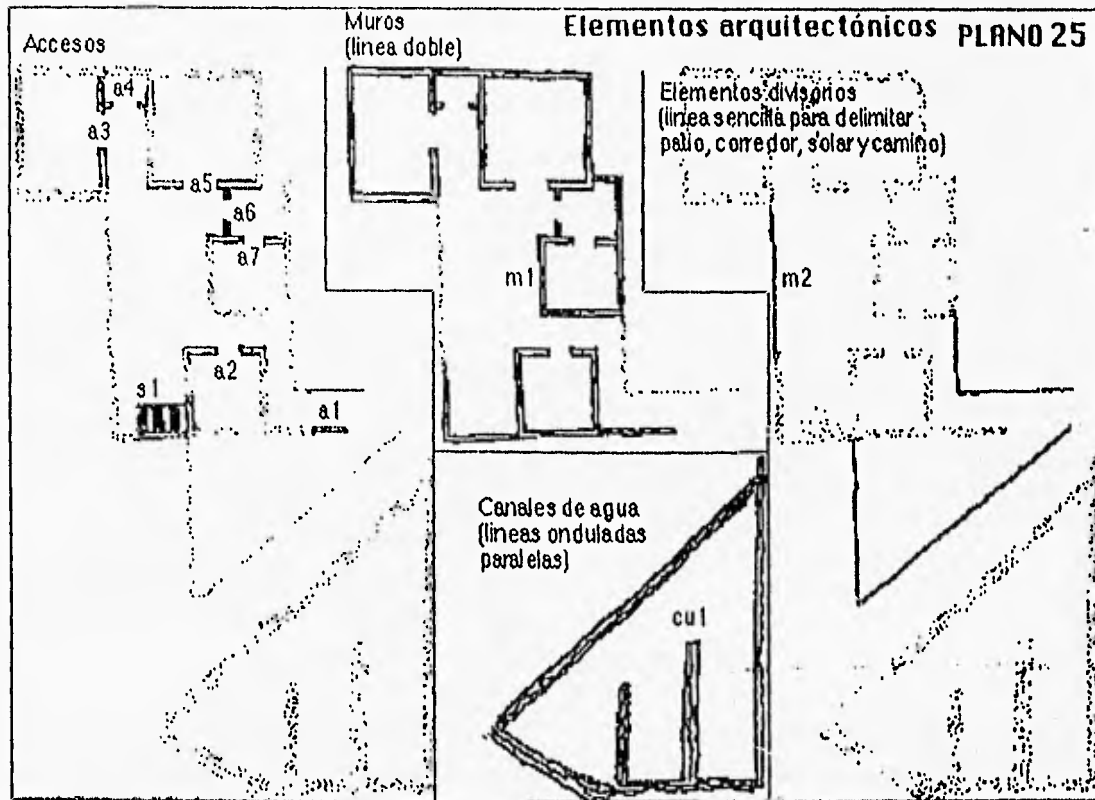 Elementos arquitectónicos PLANO 25
Accesos
a4
a3
a5
a6
a7
s1
a2
a1
Muros
(linea doble)
m1
Elementos divisórios
(linea sencilla para delimitar
patio, corredor, solar y camino)
m2
Canales de agua
(lineas onduladas
paralelas)
cu1